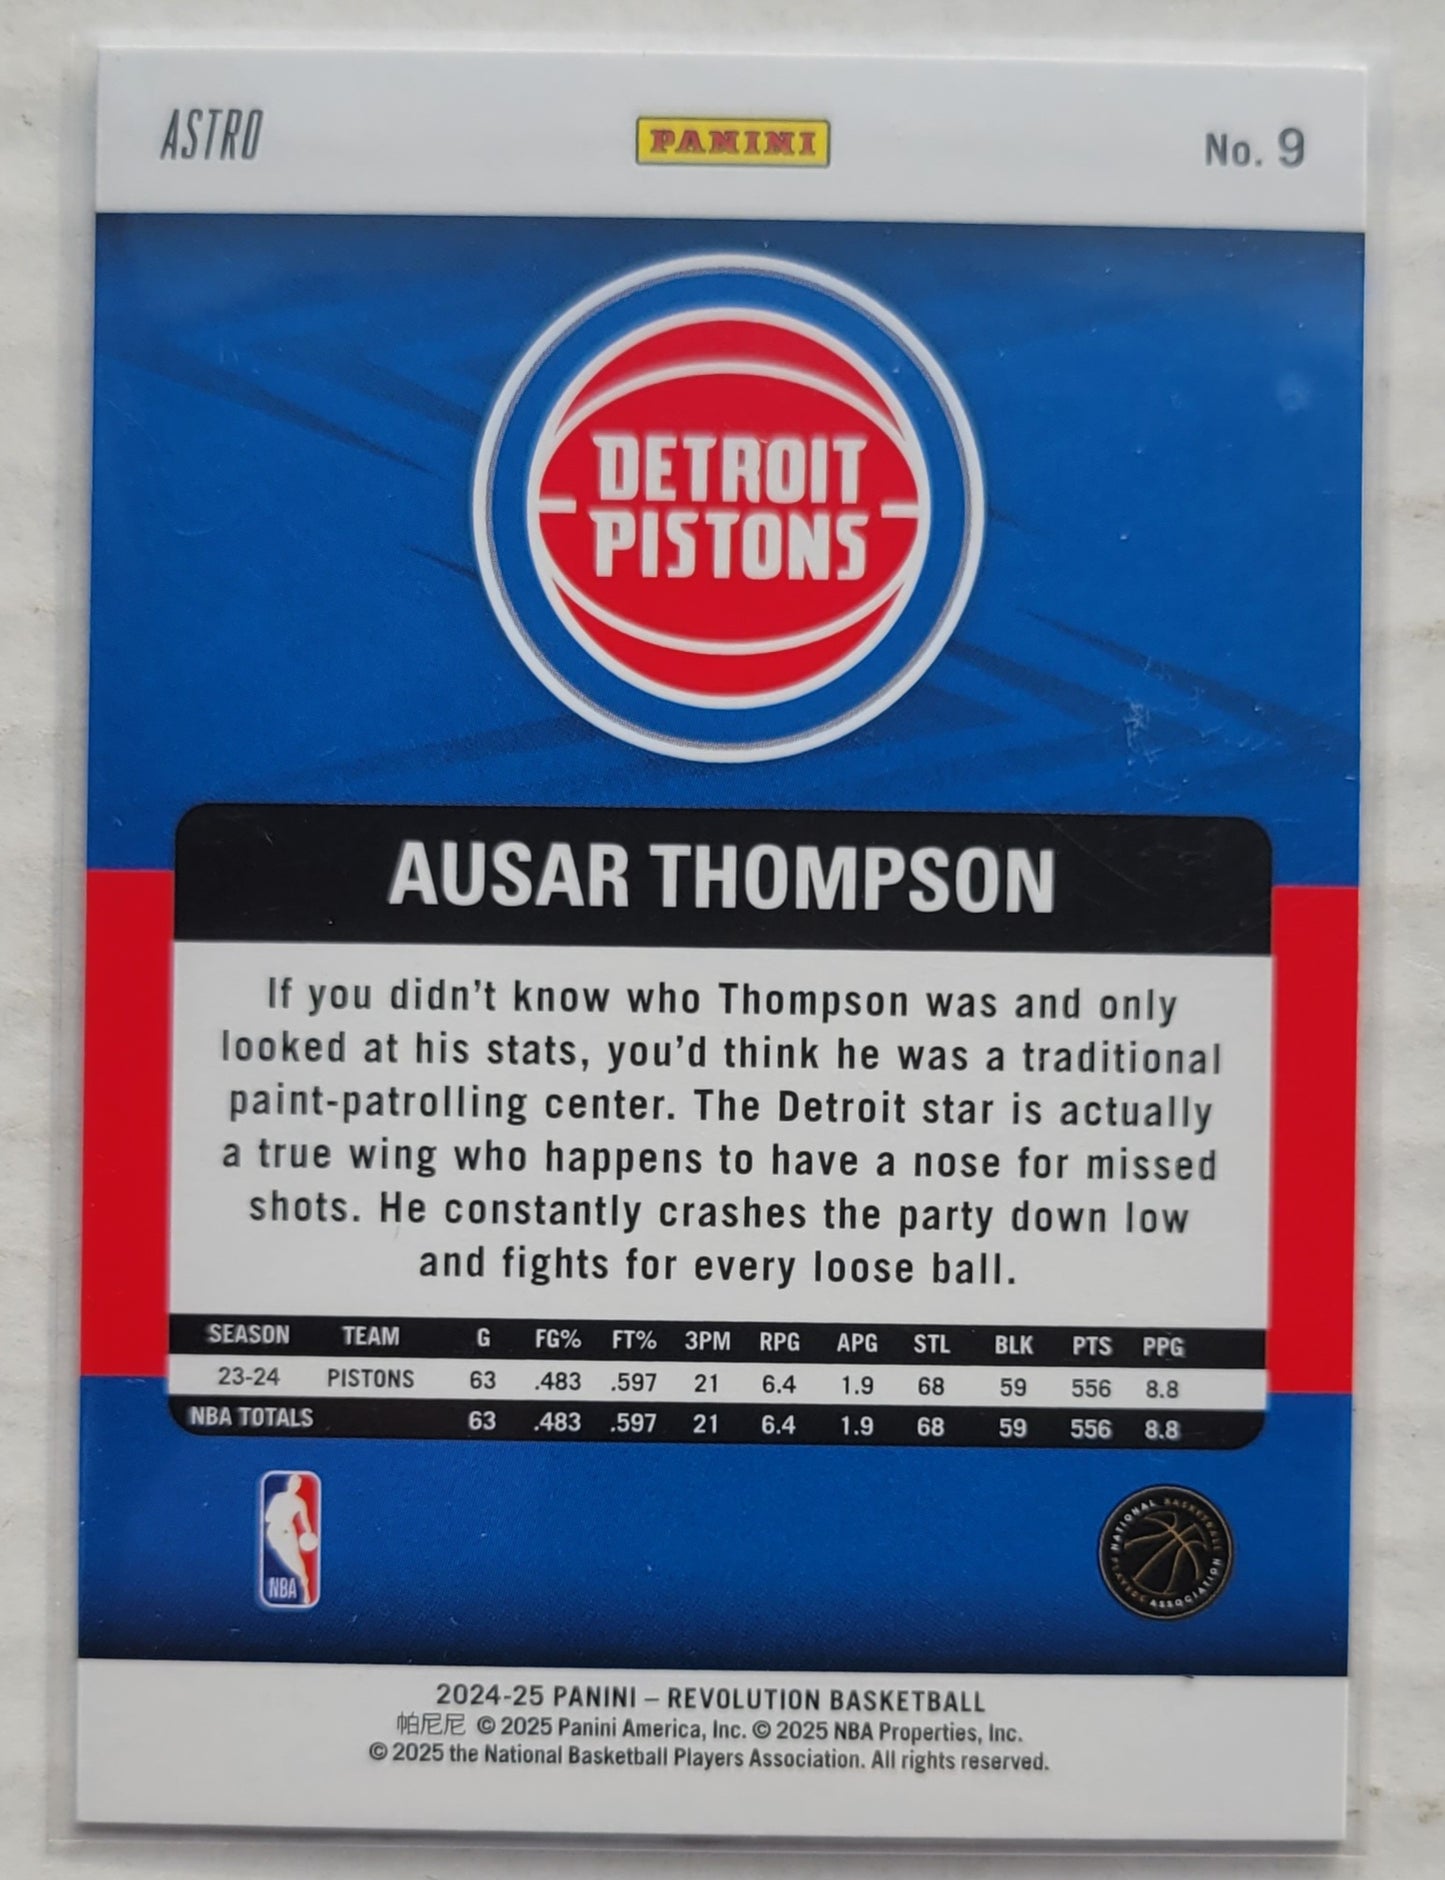 ASTRO
PANINI
No. 9
DETROIT
PISTONS
AUSAR THOMPSON
If you didn't know who Thompson was and only
looked at his stats, you'd think he was a traditional
paint-patrolling center. The Detroit star is actually
a true wing who happens to have a nose for missed
shots. He constantly crashes the party down low
and fights for every loose ball.
SEASON TEAM G FG% FT% 3PM RPG APG STL BLK PTS PPG
23-24 PISTONS 63 .483 .597 21 6.4 1.9 68 59 556 8.8
NBA TOTALS 63 .483 .597 21 6.4 1.9 68 59 556 8.8
NBA
NATIONAL BASKETBALL PLAYERS ASSOCIATION
2024-25 PANINI – REVOLUTION BASKETBALL
帕尼尼 © 2025 Panini America, Inc. © 2025 NBA Properties, Inc.
© 2025 the National Basketball Players Association. All rights reserved.